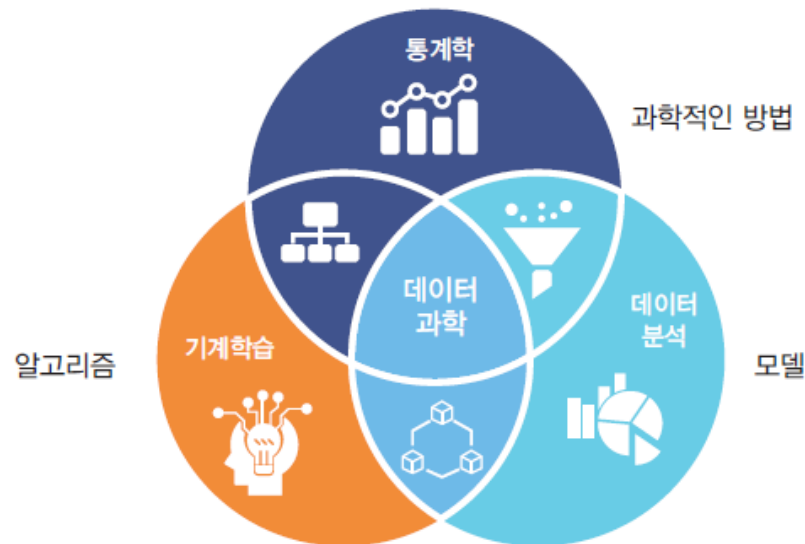 통계학
과학적인 방법
데이터
과학
데이터
분석
기계학습
알고리즘
모델